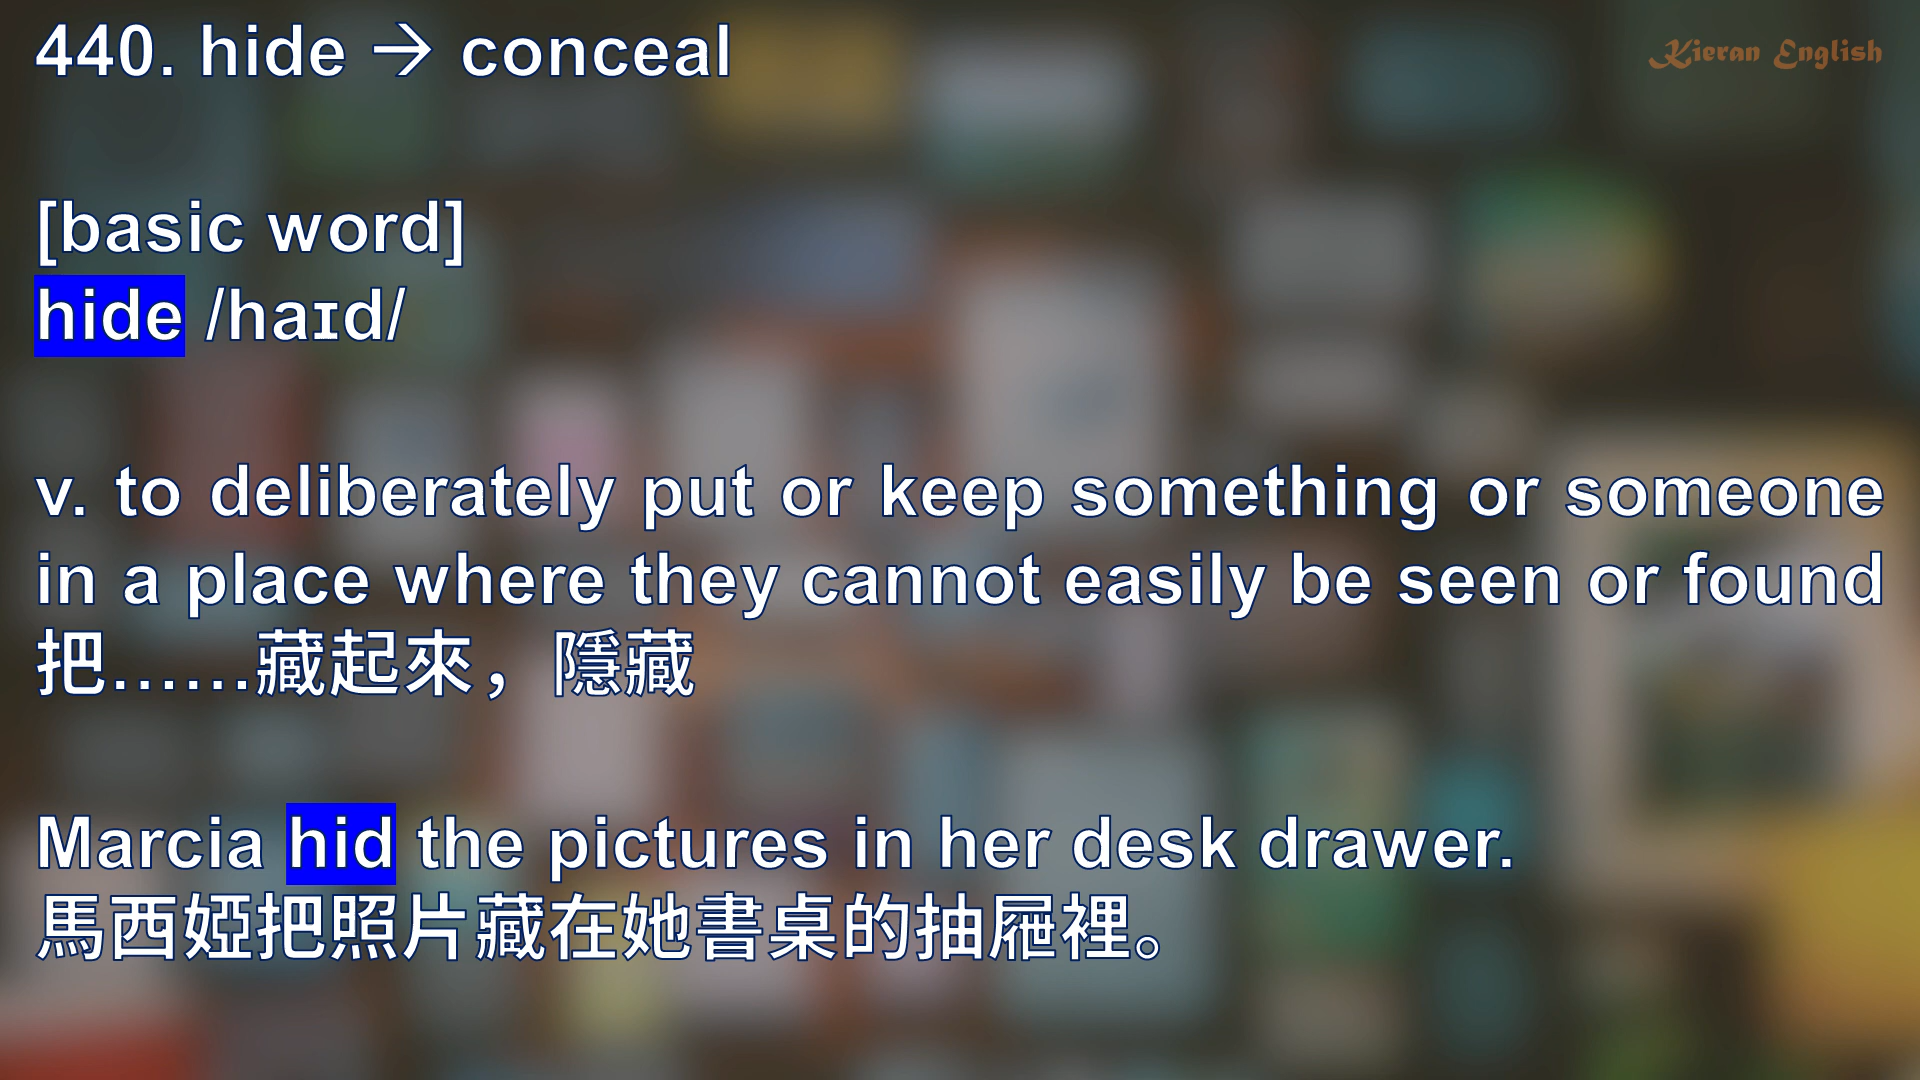 440. hide → conceal
Kieran English
[basic word]
hide /haɪd/
v. to deliberately put or keep something or someone
in a place where they cannot easily be seen or found
把……藏起來，隱藏
Marcia hid the pictures in her desk drawer.
馬西婭把照片藏在她書桌的抽屜裡。